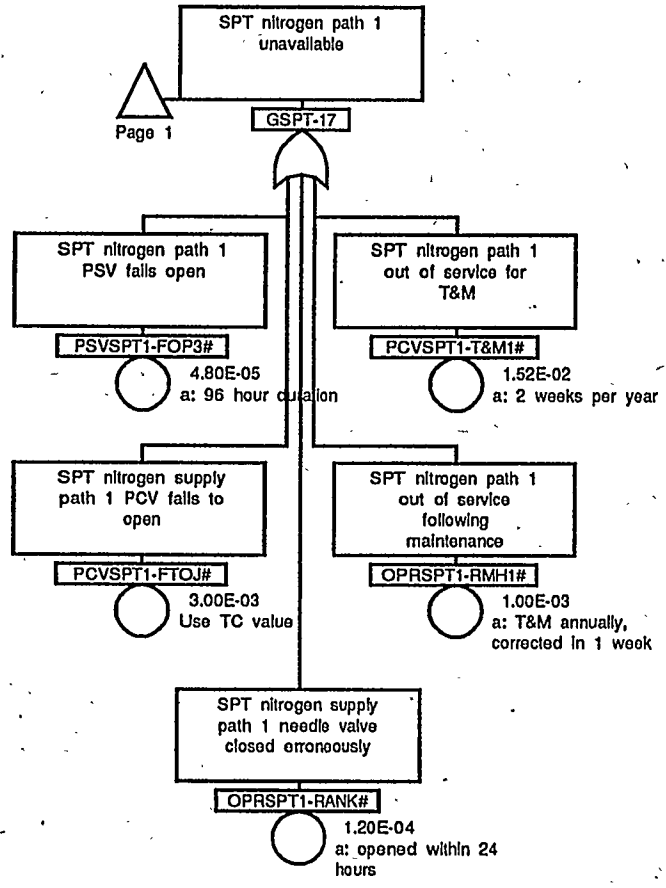 SPT nitrogen path 1
unavailable
Page 1
GSPT-17
SPT nitrogen path 1
PSV fails open
PSVSPT1-FOP3#
4.80E-05
a: 96 hour duration
SPT nitrogen path 1
out of service for
T&M
PCVSPT1-T&M1#
1.52E-02
a: 2 weeks per year
SPT nitrogen supply
path 1 PCV fails to
open
PCVSPT1-FTOJ#
3.00E-03
Use TC value
SPT nitrogen path 1
out of service
following
maintenance
OPRSPT1-RMH1#
1.00E-03
a: T&M annually,
corrected in 1 week
SPT nitrogen supply
path 1 needle valve
closed erroneously
OPRSPT1-RANK#
1.20E-04
a: opened within 24
hours